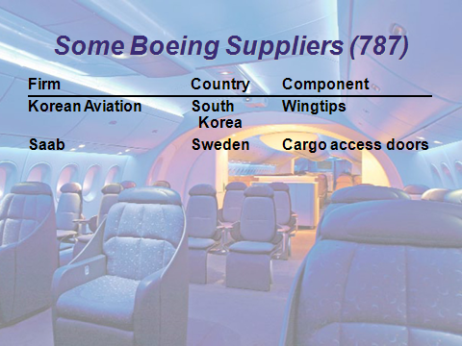 Some Boeing Suppliers (787)
Firm Country Component
Korean Aviation South Korea Wingtips
Saab Sweden Cargo access doors